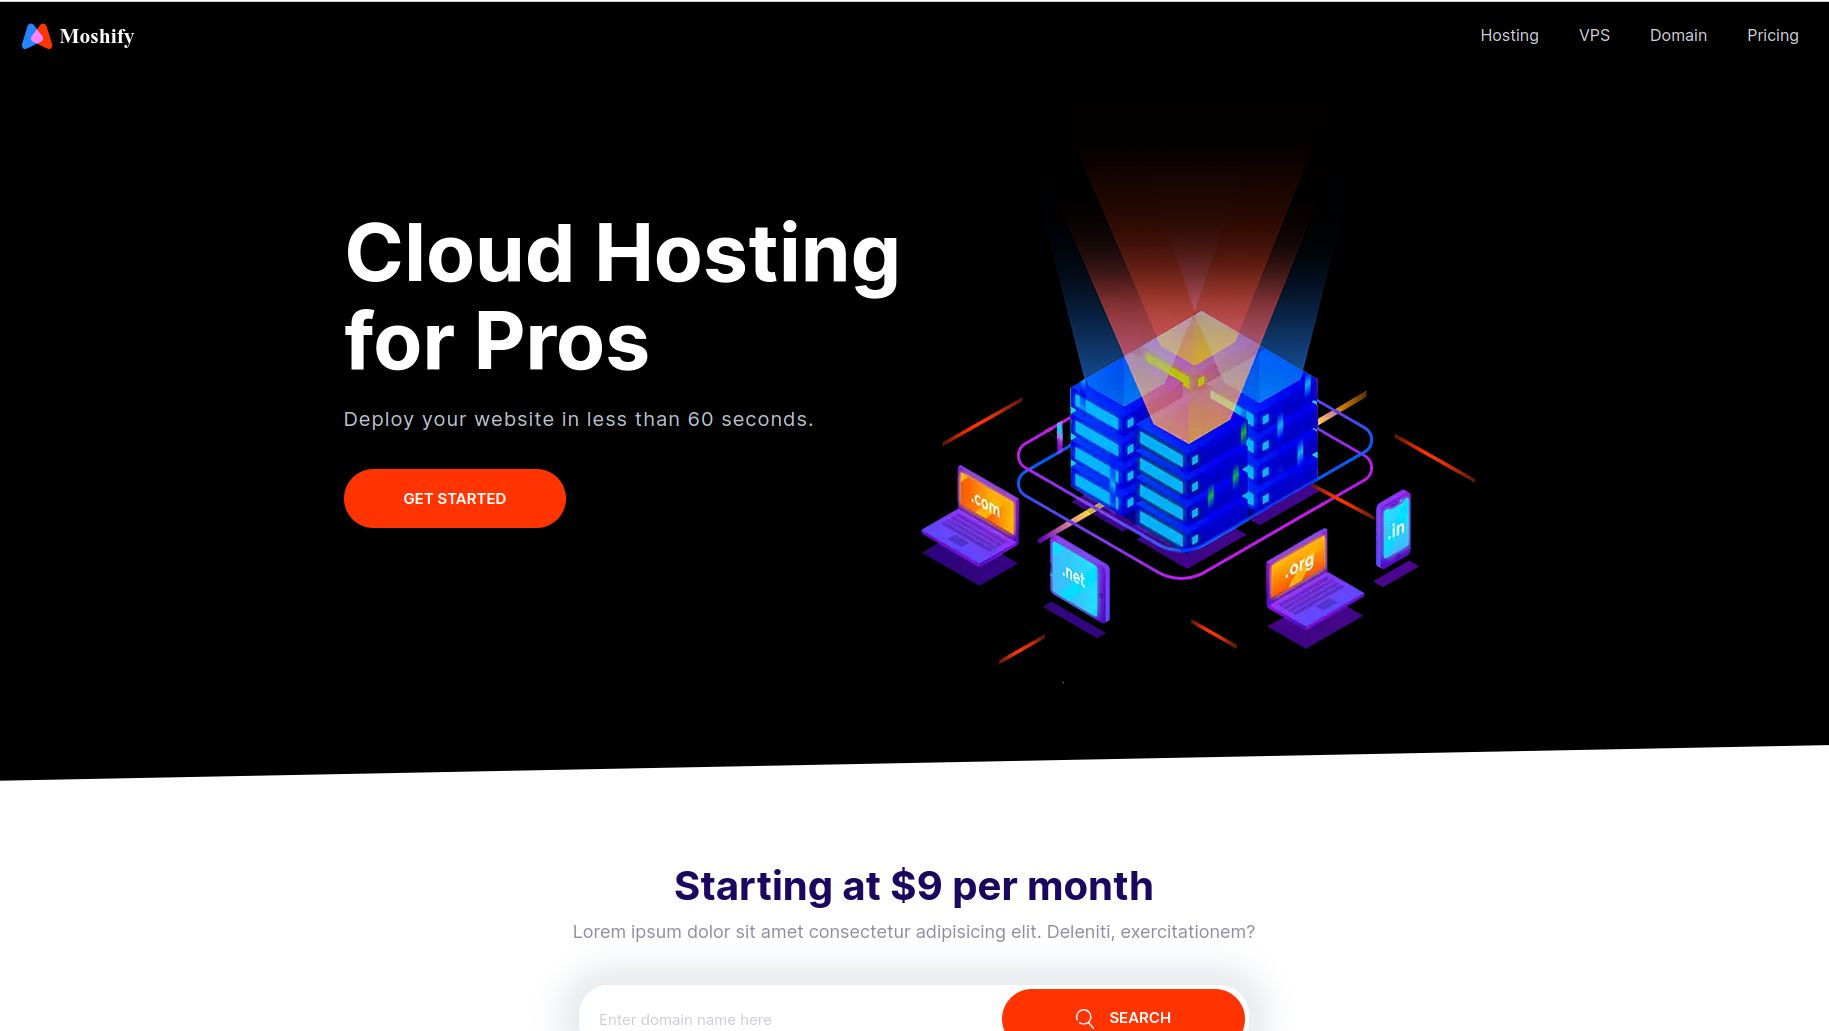 Moshify
Hosting
VPS
Domain
Pricing
Cloud Hosting
for Pros
Deploy your website in less than 60 seconds.
GET STARTED
.com
.net
.org
.in
Starting at $9 per month
Lorem ipsum dolor sit amet consectetur adipisicing elit. Deleniti, exercitationem?
Enter domain name here
SEARCH